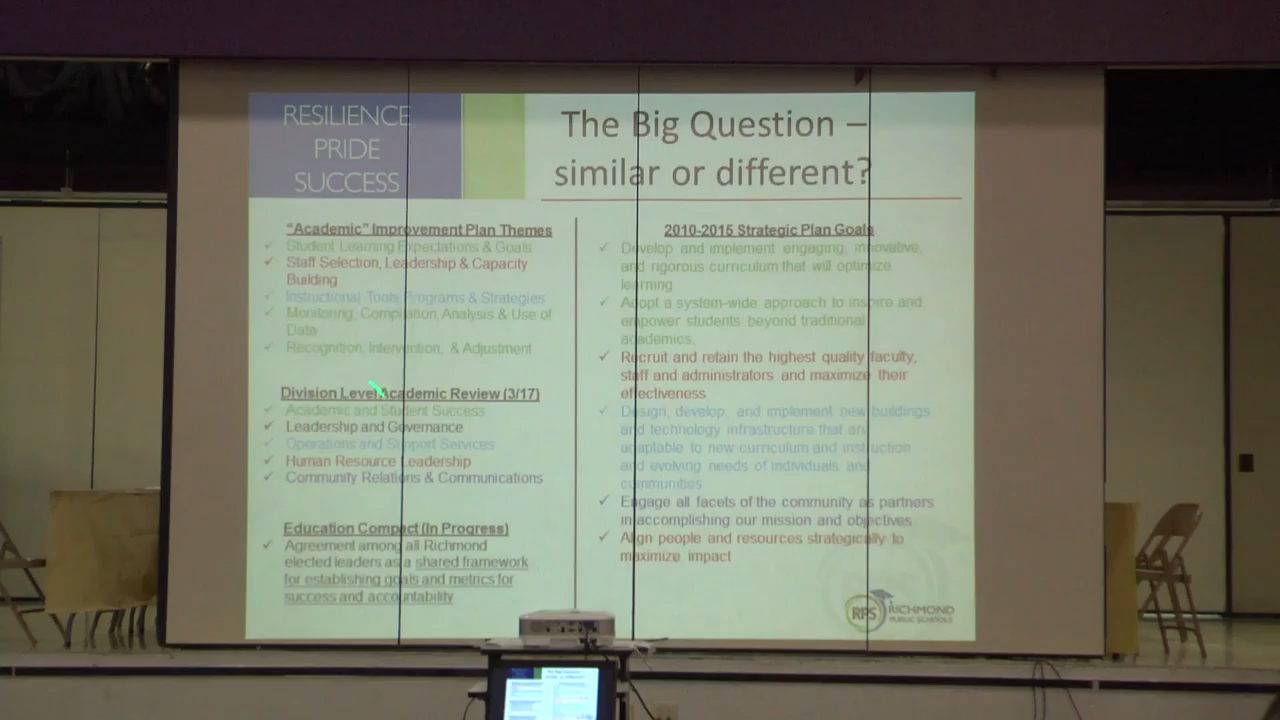 RESILIENCE
PRIDE
SUCCESS
The Big Question –
similar or different?
“Academic” Improvement Plan Themes
✓ Student Learning Expectations & Goals
✓ Staff Selection, Leadership & Capacity
Building
✓ Instructional Tools Programs & Strategies
✓ Monitoring, Compilation, Analysis & Use of
Data
✓ Recognition, Intervention, & Adjustment
Division Level Academic Review (3/17)
✓ Academic and Student Success
✓ Leadership and Governance
✓ Operations and Support Services
✓ Human Resource Leadership
✓ Community Relations & Communications
Education Compact (In Progress)
✓ Agreement among all Richmond
elected leaders as a shared framework
for establishing goals and metrics for
success and accountability
2010-2015 Strategic Plan Goals
✓ Develop and implement engaging, innovative,
and rigorous curriculum that will optimize
learning
✓ Adopt a system-wide approach to inspire and
empower students beyond traditional
academics.
✓ Recruit and retain the highest quality faculty,
staff and administrators and maximize their
effectiveness
✓ Design, develop, and implement new buildings
and technology infrastructure that are
adaptable to new curriculum and instruction
and evolving needs of individuals and
communities
✓ Engage all facets of the community as partners
in accomplishing our mission and objectives
✓ Align people and resources strategically to
maximize impact
RPS
RICHMOND
PUBLIC SCHOOLS